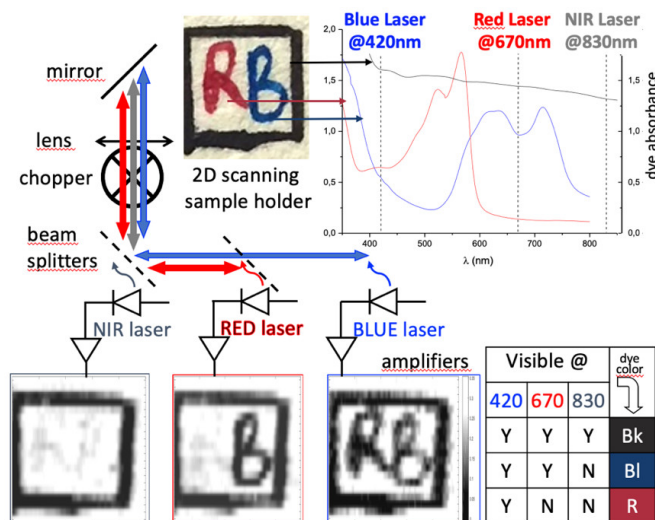 Blue Laser Red Laser NIR Laser
@420nm @670nm @830nm
mirror
lens
chopper
R B
2D scanning
sample holder
2,0 2,0
1,5 1,5
1,0 1,0
0,5 0,5
0,0 0,0
400 500 600 700 800
λ (nm)
dye absorbance
beam
splitters
NIR laser RED laser BLUE laser
amplifiers
R B
B
R B
Visible @ dye color
420 670 830
Y Y Y Bk
Y Y N Bl
Y N N R